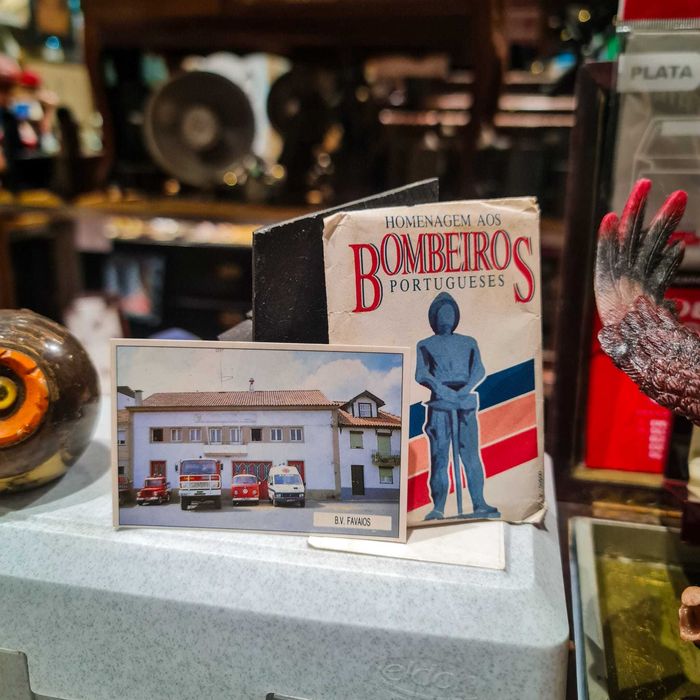 PLATA
HOMENAGEM AOS
BOMBEIROS
PORTUGUESES
B.V. FAVAIOS